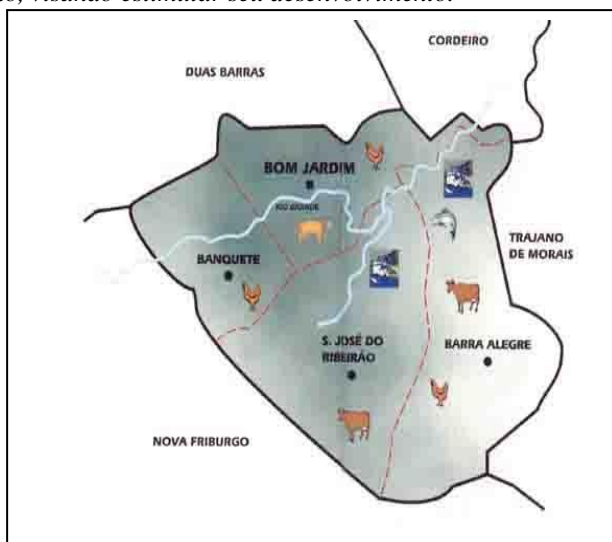 o, visando estimular seu desenvolvimento.
CORDEIRO
DUAS BARRAS
BOM JARDIM
RIO GRANDE
TRAJANO
DE MORAIS
BANQUETE
S. JOSÉ DO
RIBEIRÃO
BARRA ALEGRE
NOVA FRIBURGO